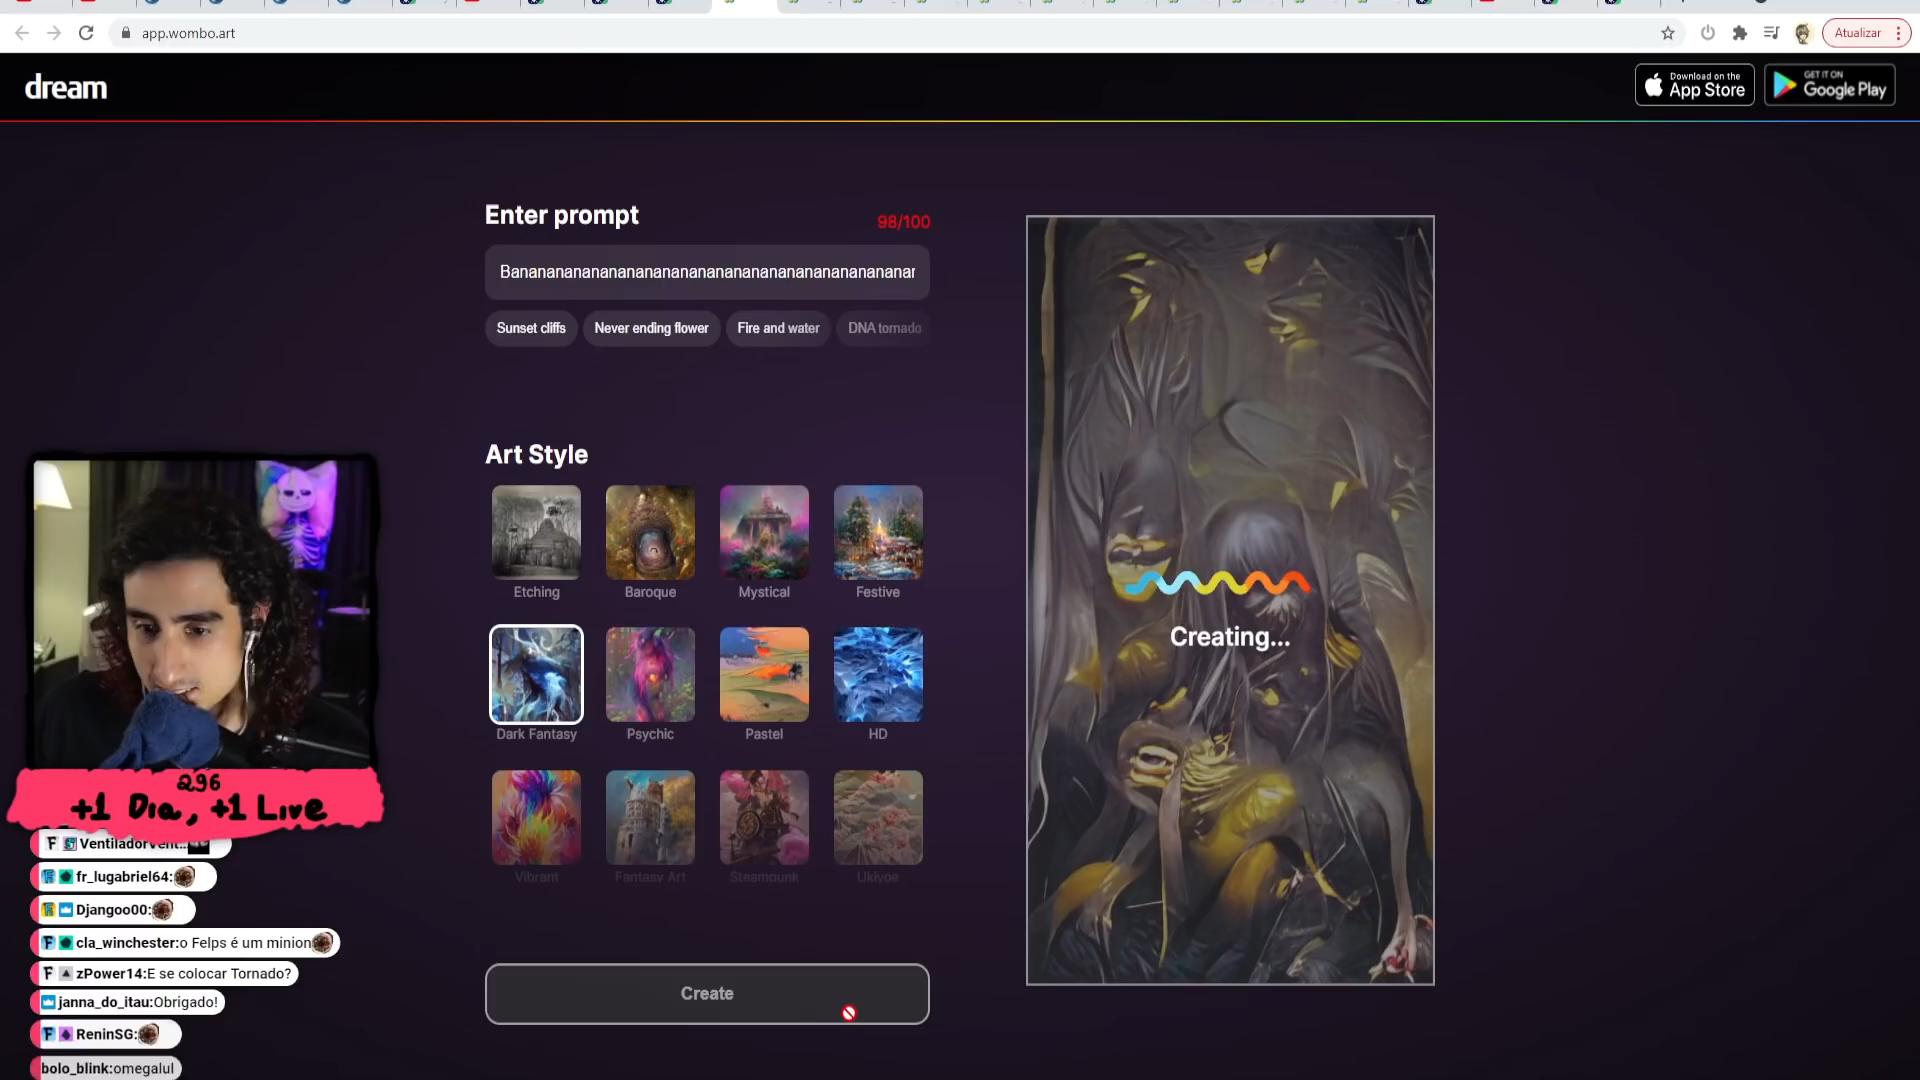 app.wombo.art
Atualizar
dream
Download on the
App Store
GET IT ON
Google Play
Enter prompt
98/100
Banananananananananananananananananananananananar
Sunset cliffs
Never ending flower
Fire and water
DNA tornado
Art Style
Etching
Baroque
Mystical
Festive
Dark Fantasy
Psychic
Pastel
HD
Vibrant
Fantasy Art
Steampunk
Ukiyoe
Create
Creating...
296
+1 Dia, +1 Live
VentiladorVent...
fr_lugabriel64:
Djangoo00:
cla_winchester:o Felps é um minion
zPower14:E se colocar Tornado?
janna_do_itau:Obrigado!
ReninSG:
bolo_blink:omegalul